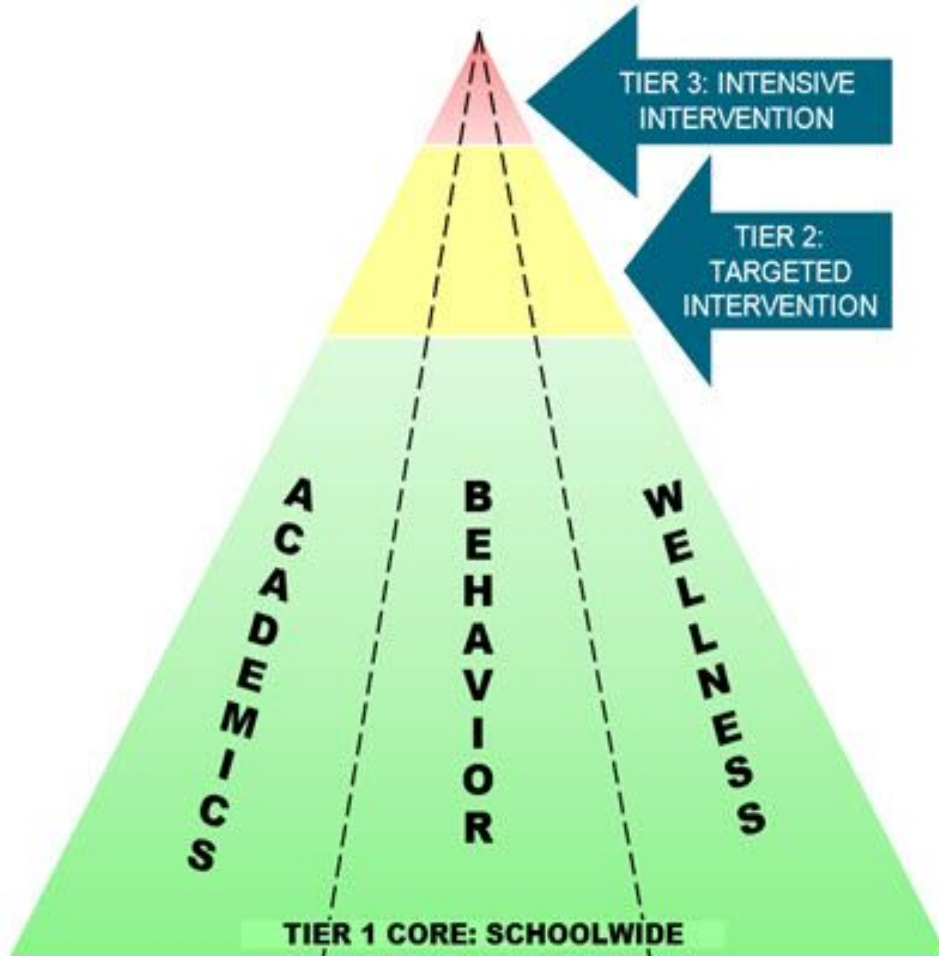 TIER 3: INTENSIVE
INTERVENTION
TIER 2:
TARGETED
INTERVENTION
ACADEMICS
BEHAVIOR
WELLNESS
TIER 1 CORE: SCHOOLWIDE